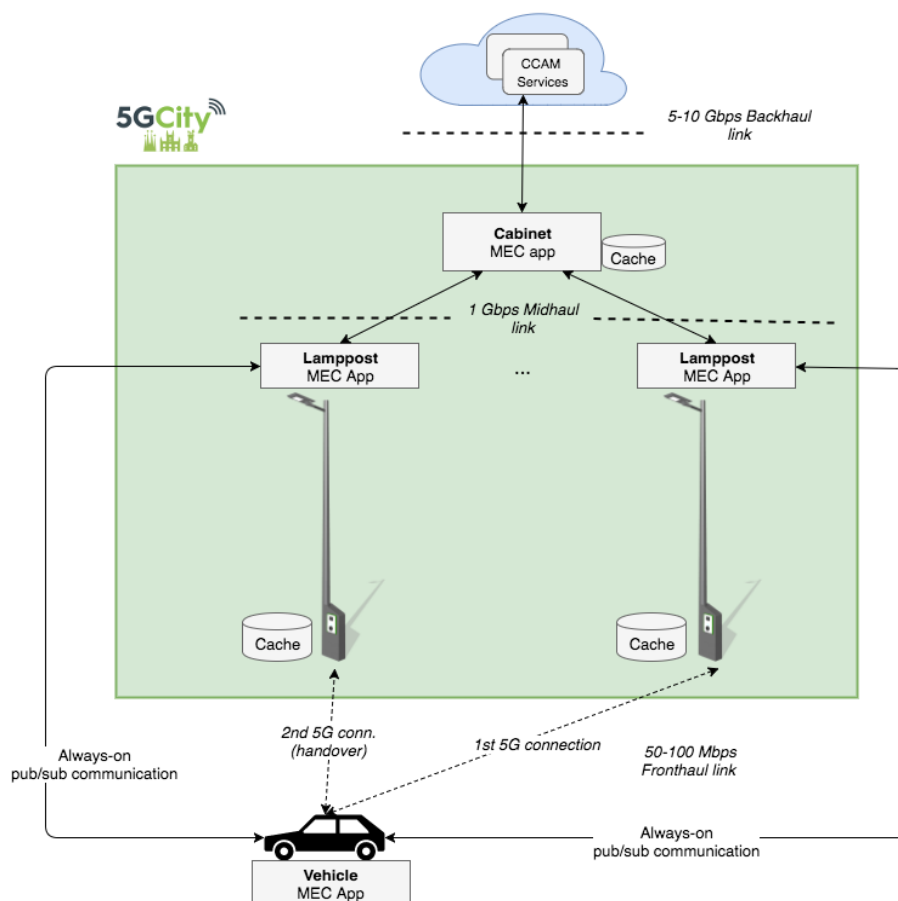 CCAM
Services
5GCity
5-10 Gbps Backhaul
link
Cabinet
MEC app
Cache
1 Gbps Midhaul
link
Lamppost
MEC App
...
Lamppost
MEC App
Cache
Cache
2nd 5G conn.
(handover)
1st 5G connection
50-100 Mbps
Fronthaul link
Always-on
pub/sub communication
Always-on
pub/sub communication
Vehicle
MEC App